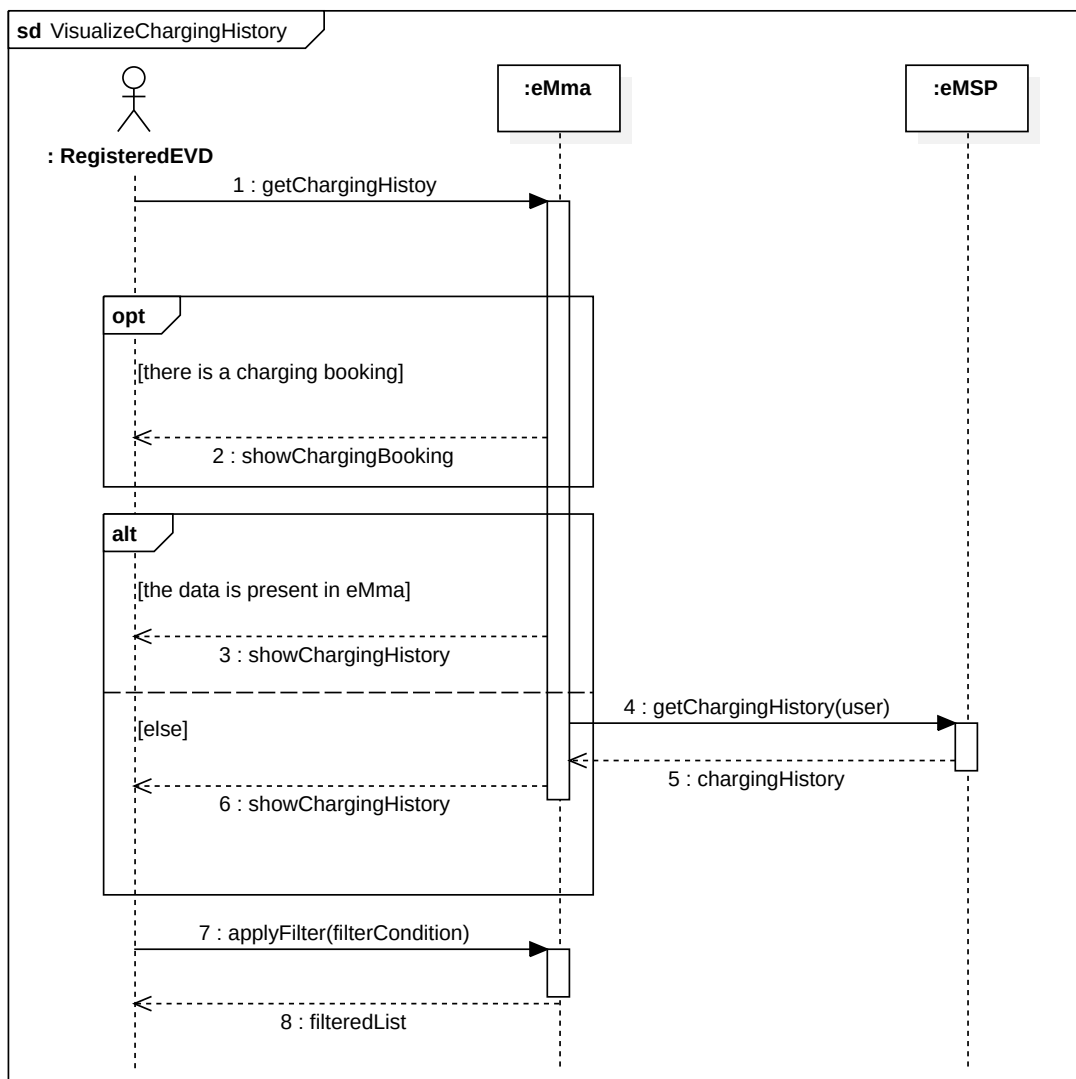 sd VisualizeChargingHistory
:eMma
:eMSP
: RegisteredEVD
1 : getChargingHistoy
opt
[there is a charging booking]
2 : showChargingBooking
alt
[the data is present in eMma]
3 : showChargingHistory
4 : getChargingHistory(user)
[else]
5 : chargingHistory
6 : showChargingHistory
7 : applyFilter(filterCondition)
8 : filteredList